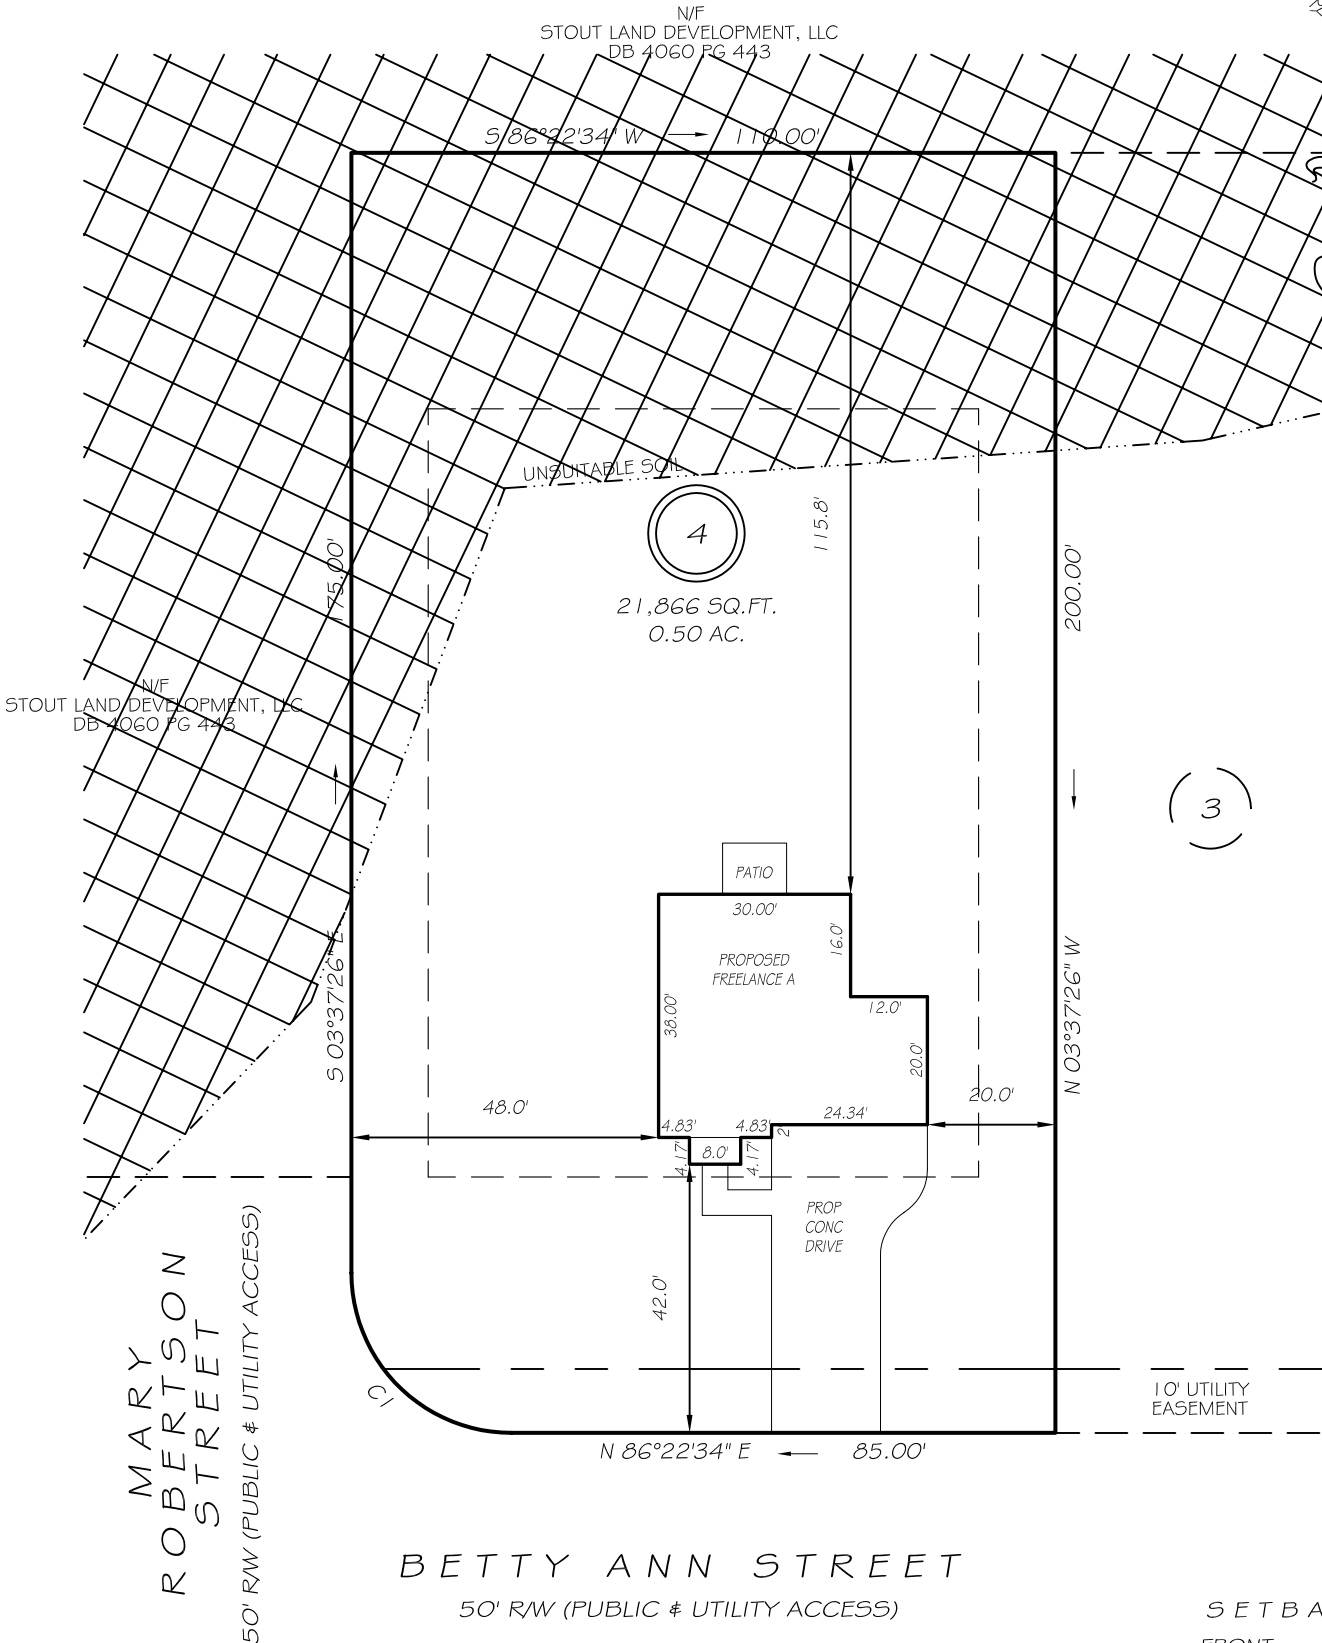 N/F
STOUT LAND DEVELOPMENT, LLC
DB 4060 PG 443
S 86°22'34" W 110.00'
UNSUITABLE SOIL
4
21,866 SQ.FT.
0.50 AC.
115.8'
175.00'
200.00'
N/F
STOUT LAND DEVELOPMENT, LLC
DB 4060 PG 443
3
PATIO
30.00'
16.0'
PROPOSED
FREELANCE A
38.00'
12.0'
20.0'
S 03°37'26" E
N 03°37'26" W
48.0'
20.0'
4.83'
4.83'
24.34'
2'
4.17'
8.0'
4.17'
PROP
CONC
DRIVE
42.0'
C1
10' UTILITY
EASEMENT
N 86°22'34" E 85.00'
MARY
ROBERTSON
STREET
50' R/W (PUBLIC & UTILITY ACCESS)
BETTY ANN STREET
50' R/W (PUBLIC & UTILITY ACCESS)
SETBA
FRONT